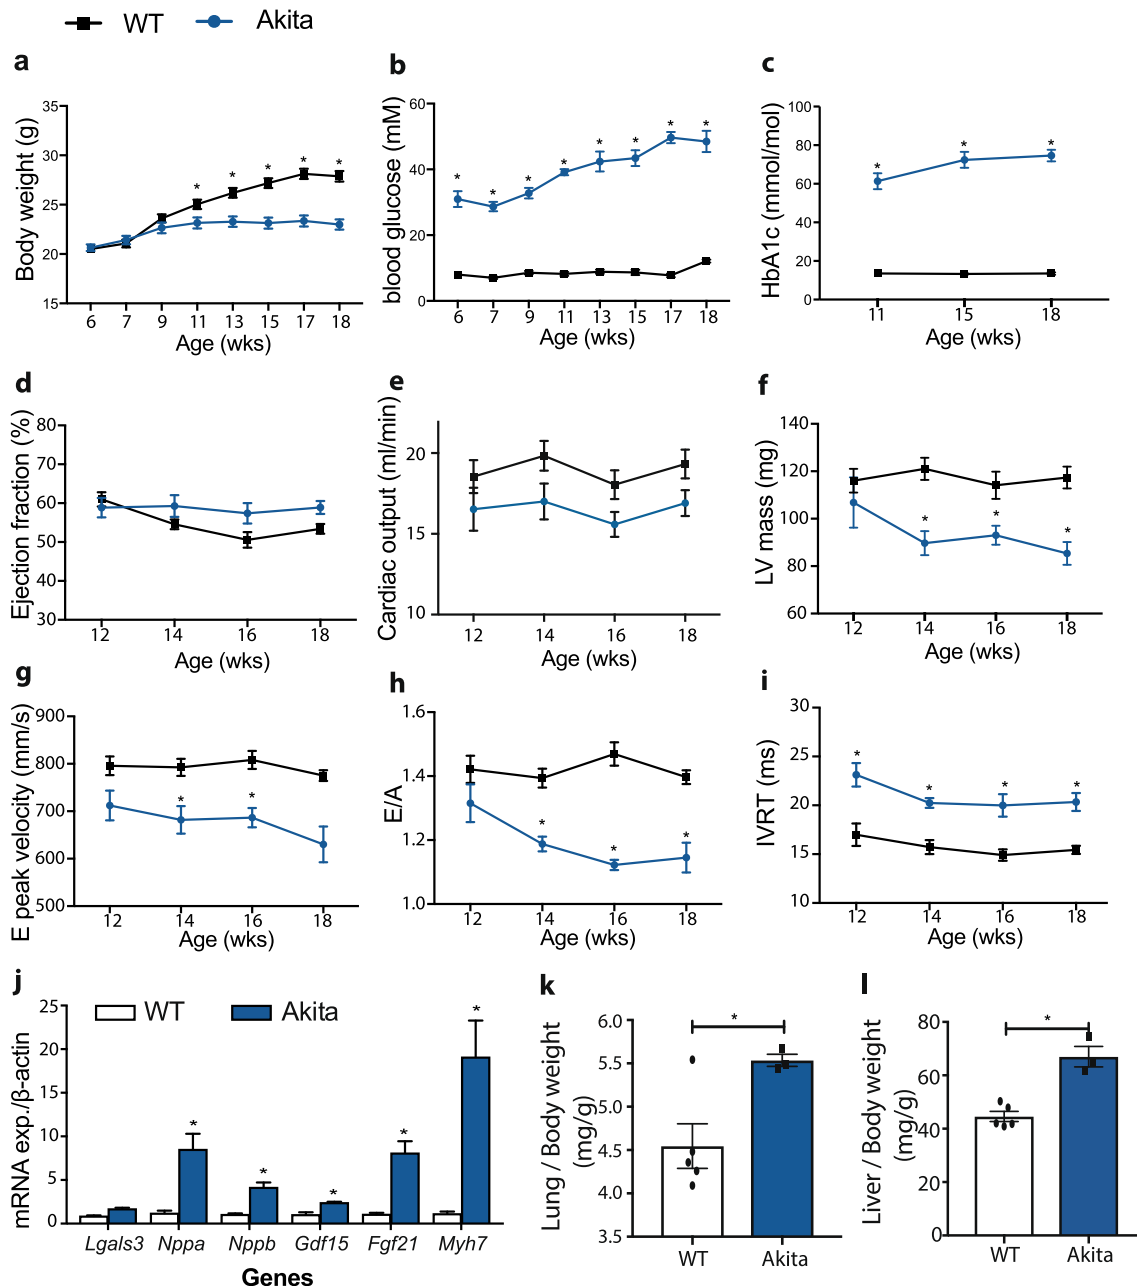 WT Akita
a
Body weight (g)
35
30
25
20
15
* * * * *
6 7 9 11 13 15 17 18
Age (wks)
b
blood glucose (mM)
60
40
20
0
* * * * * * * *
6 7 9 11 13 15 17 18
Age (wks)
c
HbA1c (mmol/mol)
100
80
60
40
20
0
* * *
11 15 18
Age (wks)
d
Ejection fraction (%)
80
70
60
50
40
30
12 14 16 18
Age (wks)
e
Cardiac output (ml/min)
20
15
10
12 14 16 18
Age (wks)
f
LV mass (mg)
140
120
100
80
60
* * *
12 14 16 18
Age (wks)
g
E peak velocity (mm/s)
900
800
700
600
500
* *
12 14 16 18
Age (wks)
h
E/A
1.6
1.4
1.2
1.0
* * *
12 14 16 18
Age (wks)
i
IVRT (ms)
30
25
20
15
10
* * * *
12 14 16 18
Age (wks)
j
mRNA exp./β-actin
WT Akita
25
20
15
10
5
0
* * * * *
Lgals3 Nppa Nppb Gdf15 Fgf21 Myh7
Genes
k
Lung / Body weight
(mg/g)
6.0
5.5
5.0
4.5
4.0
3.5
*
WT Akita
l
Liver / Body weight
(mg/g)
80
60
40
20
0
*
WT Akita